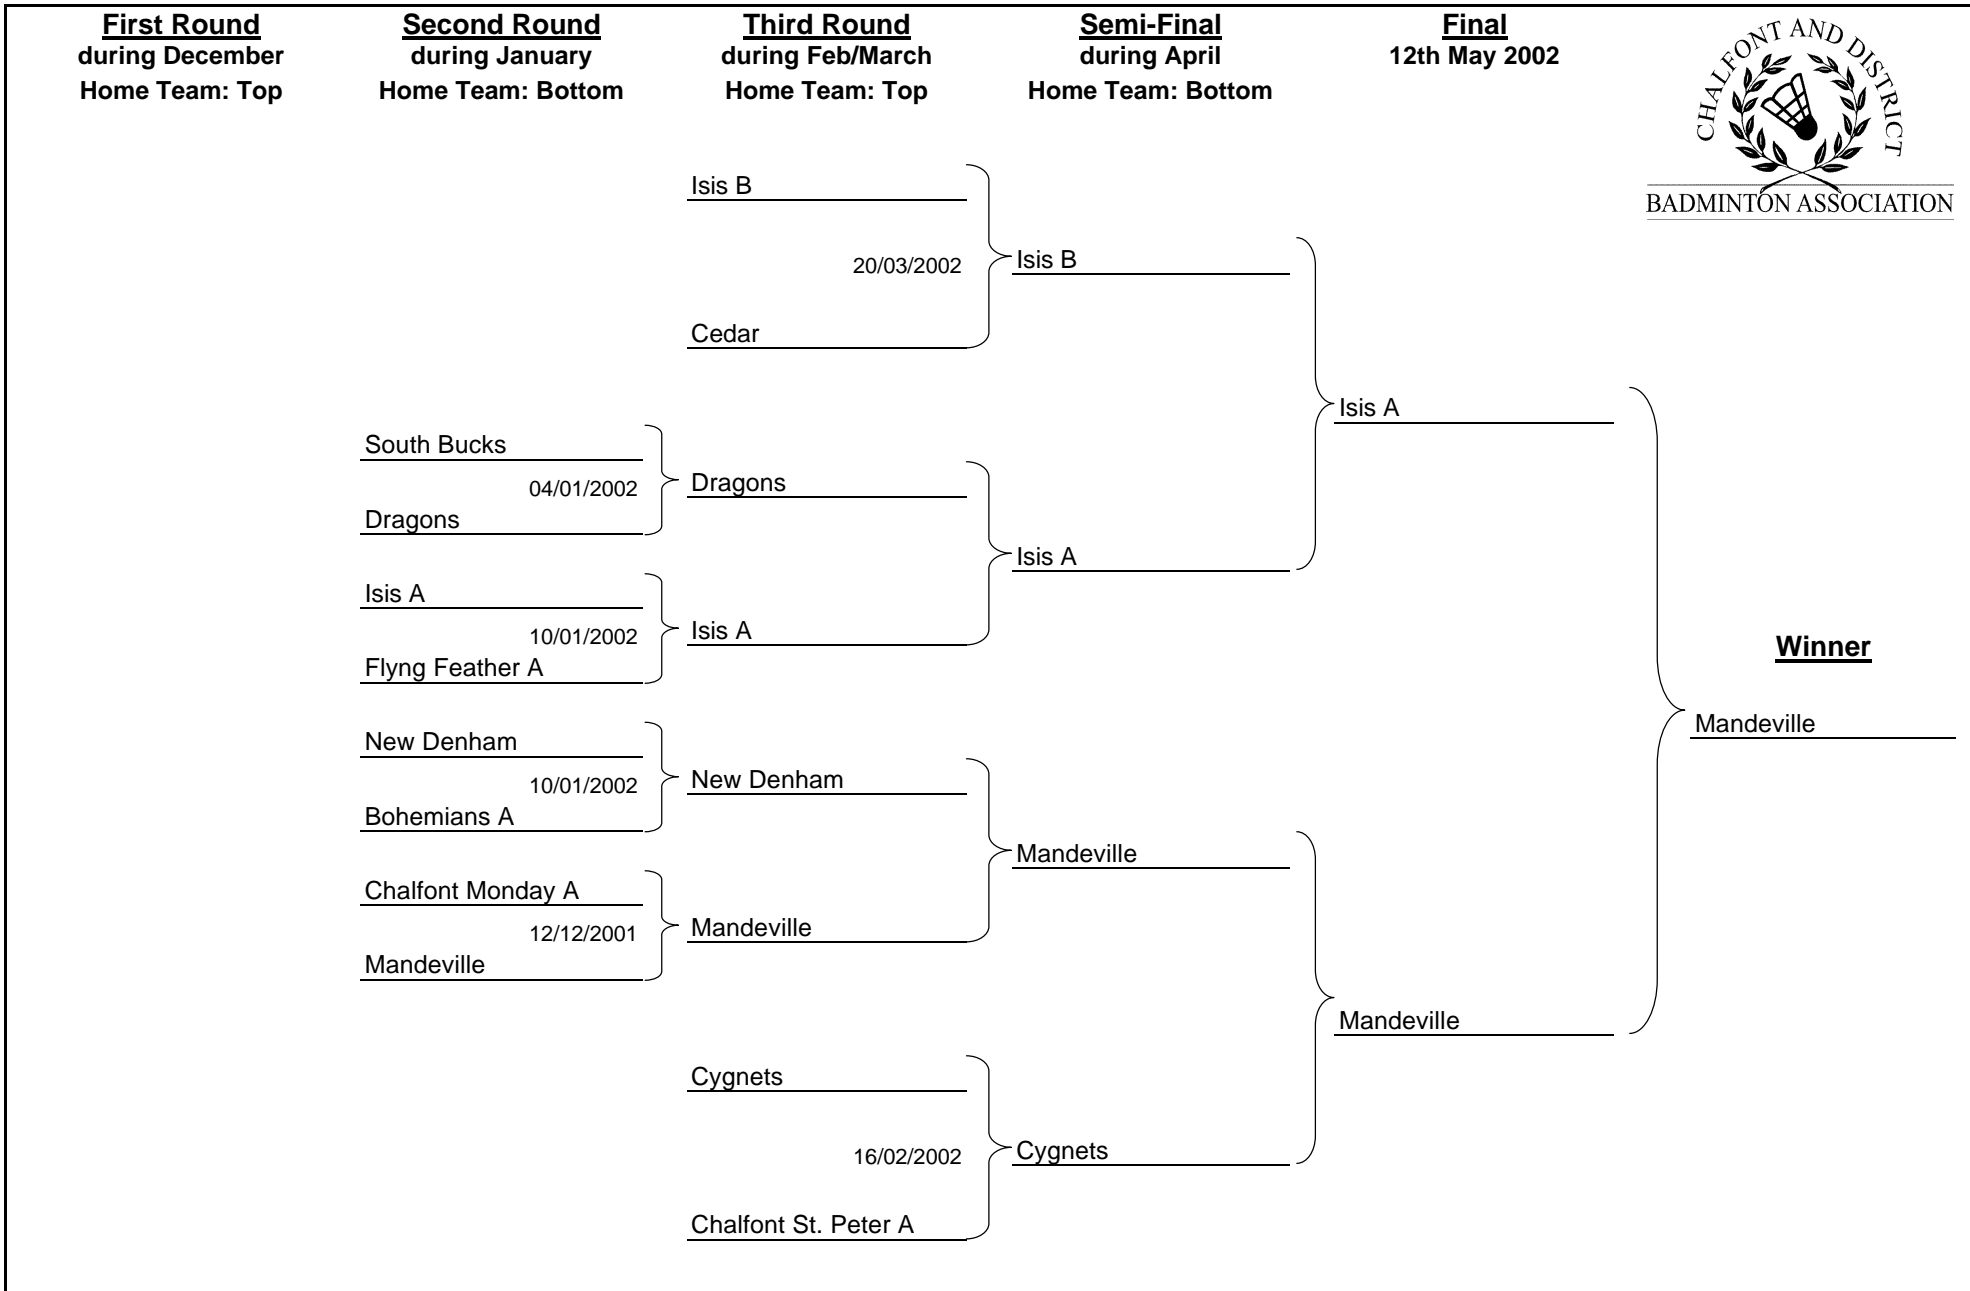 First Round
during December
Home Team: Top
Second Round
during January
Home Team: Bottom
Third Round
during Feb/March
Home Team: Top
Semi-Final
during April
Home Team: Bottom
Final
12th May 2002
CHALFONT AND DISTRICT
BADMINTON ASSOCIATION
Isis B
20/03/2002
Cedar
Isis B
South Bucks
04/01/2002
Dragons
Dragons
Isis A
10/01/2002
Flyng Feather A
Isis A
Isis A
Isis A
New Denham
10/01/2002
Bohemians A
New Denham
Chalfont Monday A
12/12/2001
Mandeville
Mandeville
Mandeville
Cygnets
16/02/2002
Chalfont St. Peter A
Cygnets
Mandeville
Winner
Mandeville